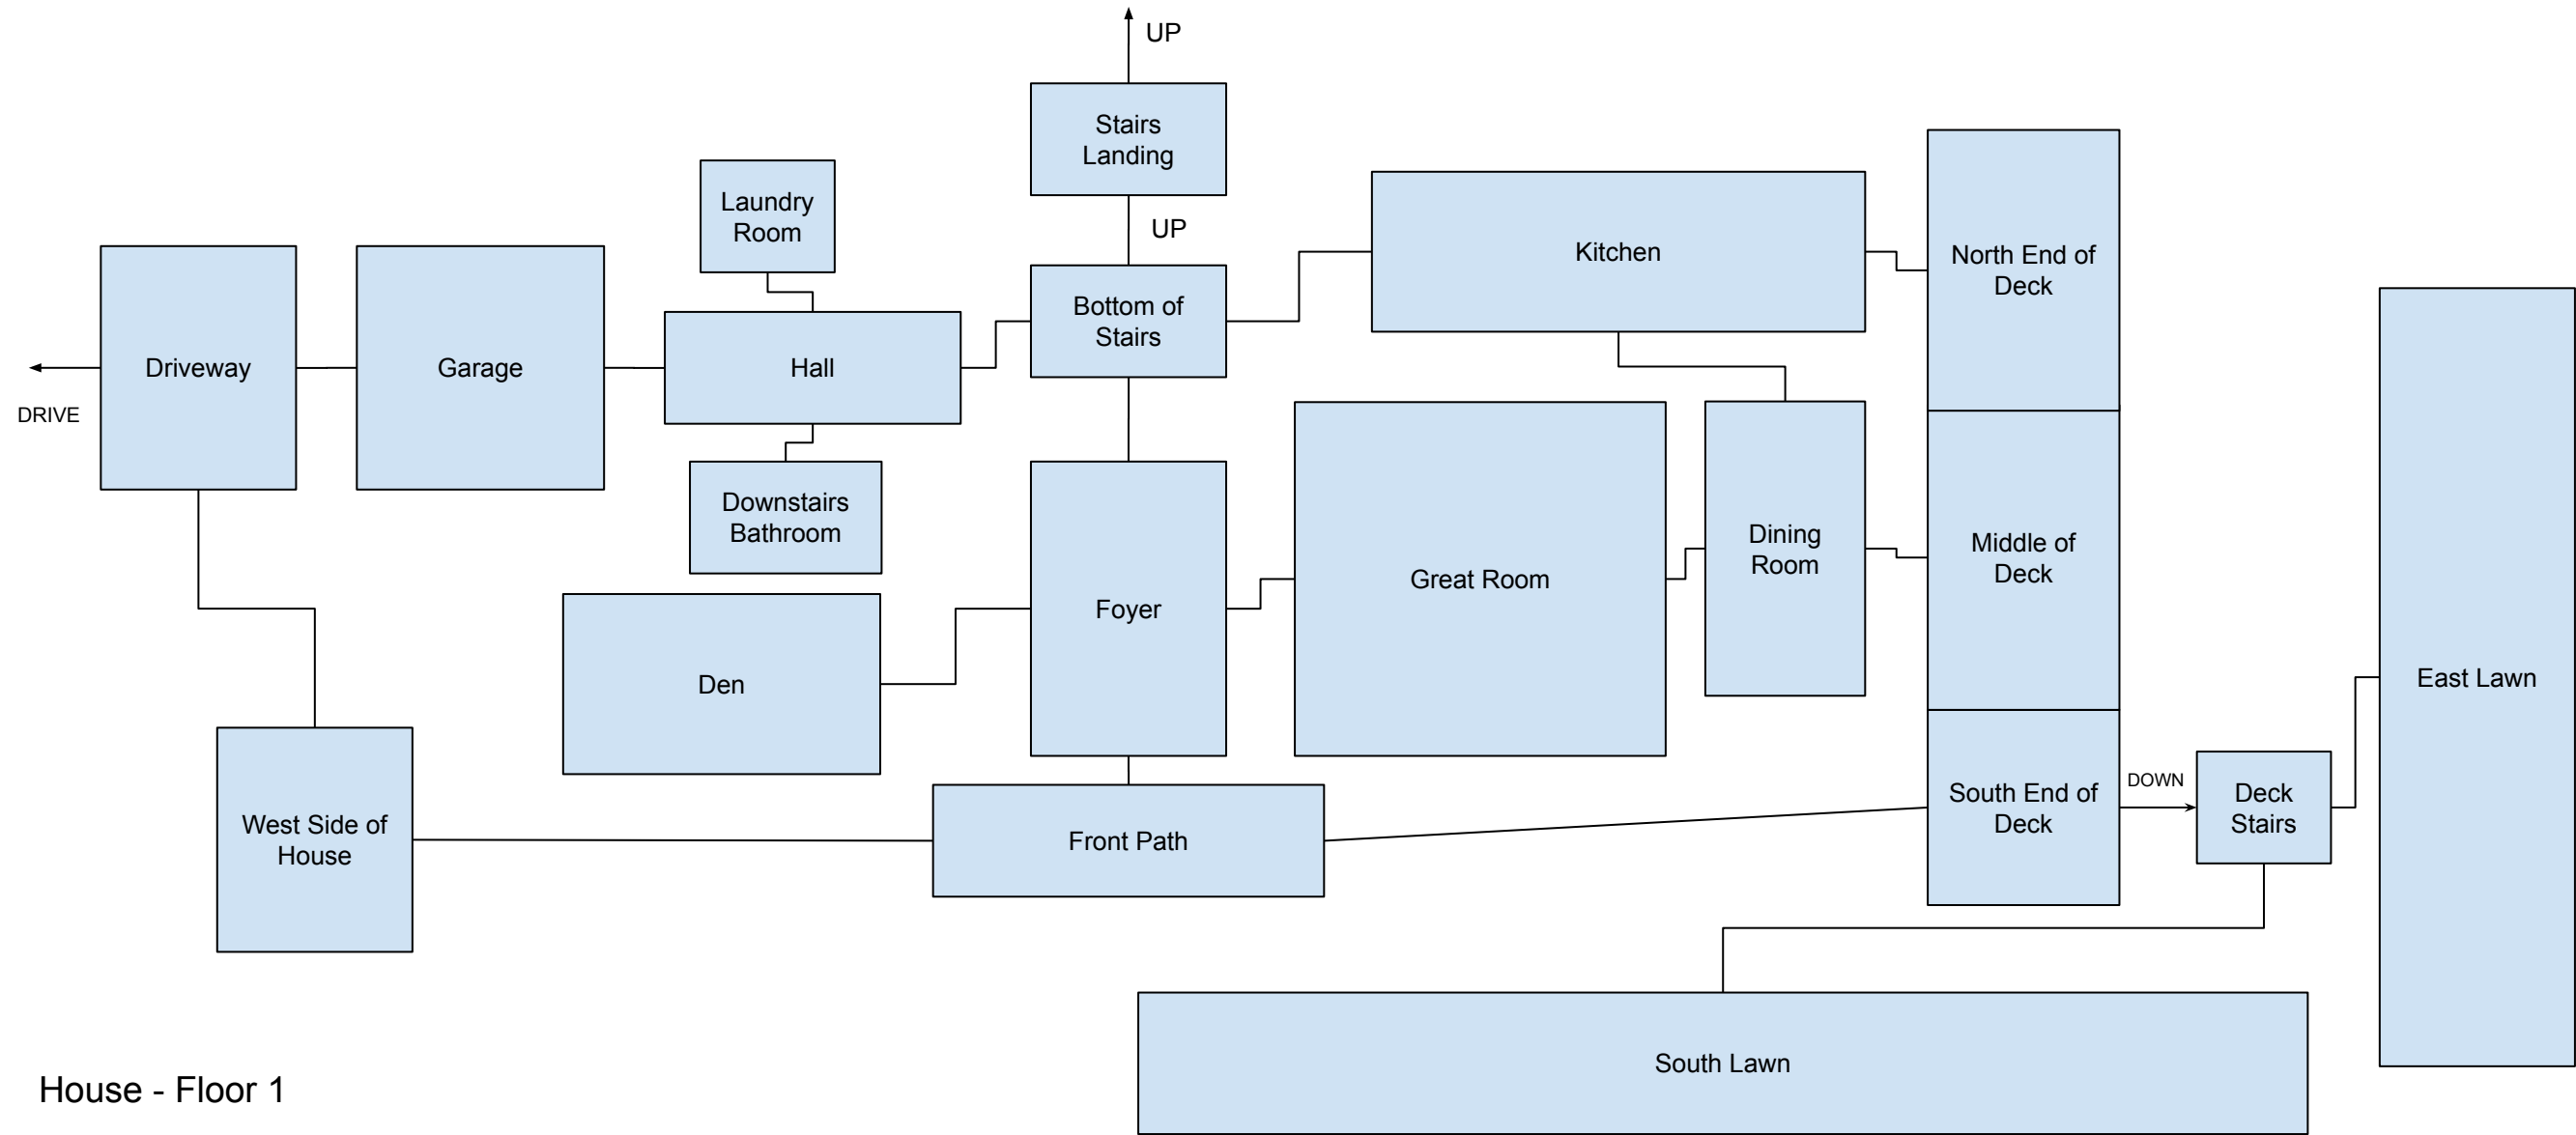 UP
Stairs
Landing
Laundry
Room
UP
Kitchen
North End of
Deck
Driveway
Garage
Hall
Bottom of
Stairs
DRIVE
Downstairs
Bathroom
Foyer
Great Room
Dining
Room
Middle of
Deck
Den
East Lawn
West Side of
House
Front Path
South End of
Deck
DOWN
Deck
Stairs
South Lawn
House - Floor 1